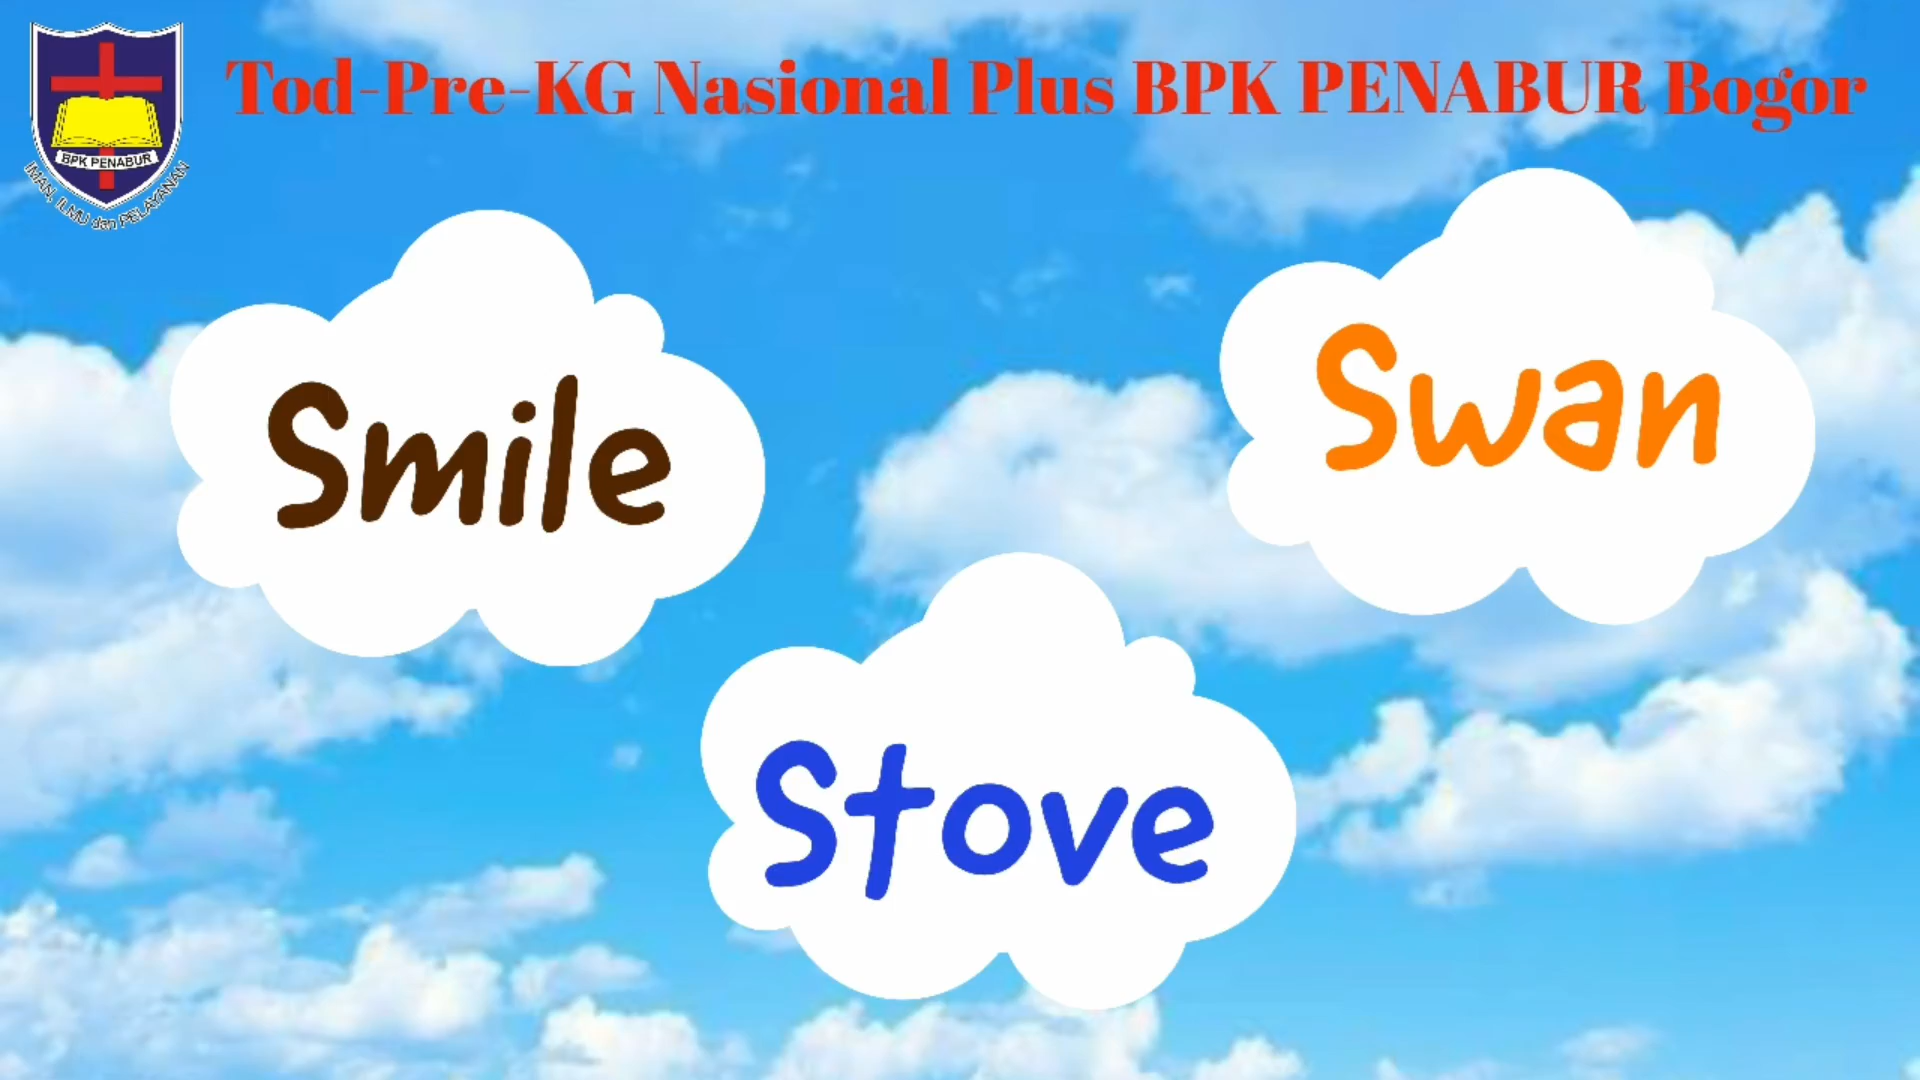 Tod-Pre-KG Nasional Plus BPK PENABUR Bogor
BPK PENABUR
IMAN, ILMU dan PELAYANAN
Smile
Swan
Stove